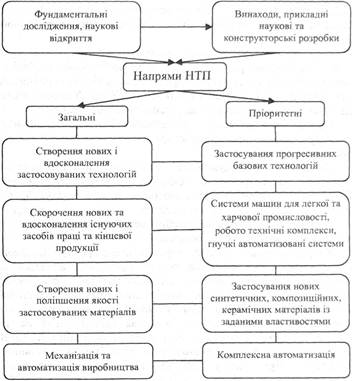 Фундаментальні
дослідження, наукові
відкриття
Винаходи, прикладні
наукові та
конструкторські розробки
Напрями НТП
Загальні
Пріоритетні
Створення нових і
вдосконалення
застосовуваних технологій
Застосування прогресивних
базових технологій
Скорочення нових та
вдосконалення існуючих
засобів праці та кінцевої
продукції
Системи машин для легкої та
харчової промисловості,
робото технічні комплекси,
гнучкі автоматизовані системи
Створення нових і
поліпшення якості
застосовуваних матеріалів
Застосування нових
синтетичних, композиційних,
керамічних матеріалів із
заданими властивостями
Механізація та
автоматизація виробництва
Комплексна автоматизація